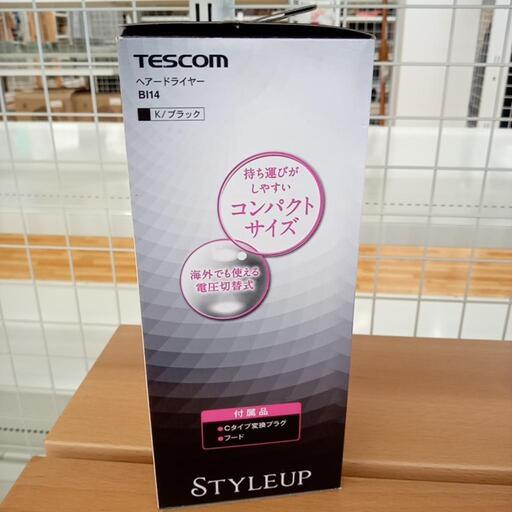 TESCOM
ヘアードライヤー
BI14
K/ブラック
持ち運びが
しやすい
コンパクト
サイズ
海外でも使える
電圧切替式
付属品
●Cタイプ変換プラグ
●フード
STYLEUP